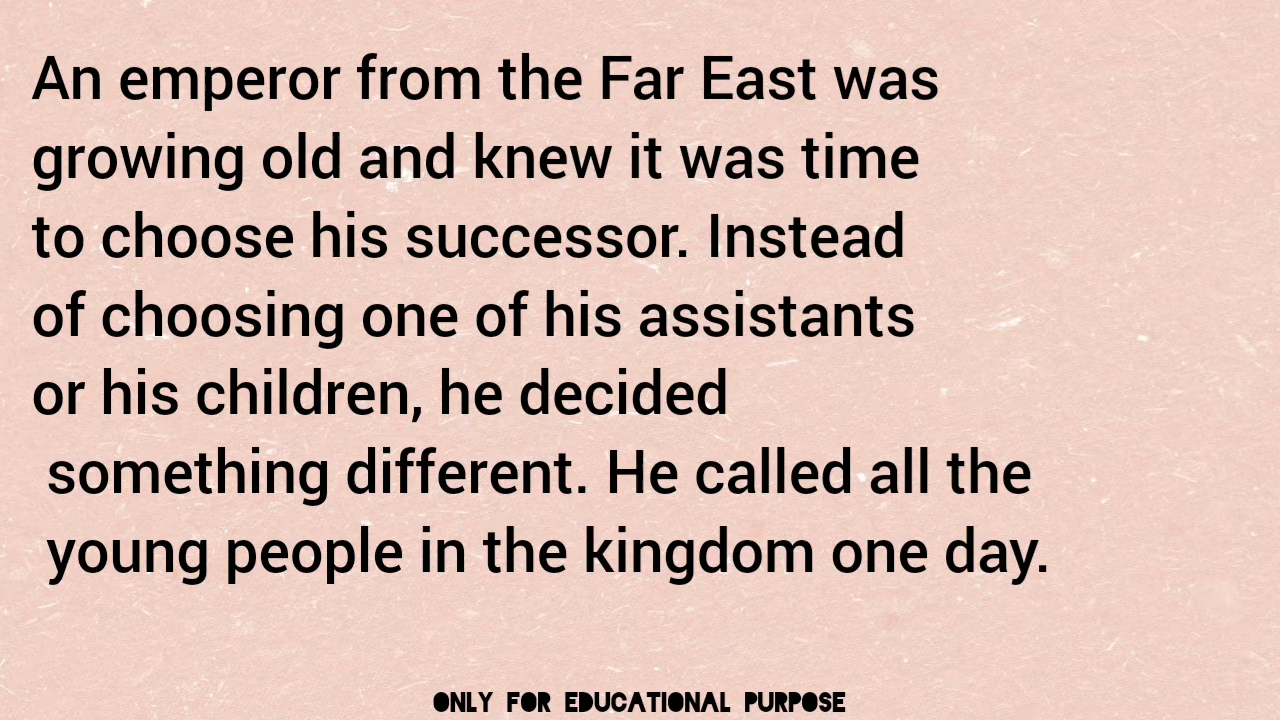 An emperor from the Far East was
growing old and knew it was time
to choose his successor. Instead
of choosing one of his assistants
or his children, he decided
something different. He called all the
young people in the kingdom one day.
ONLY FOR EDUCATIONAL PURPOSE